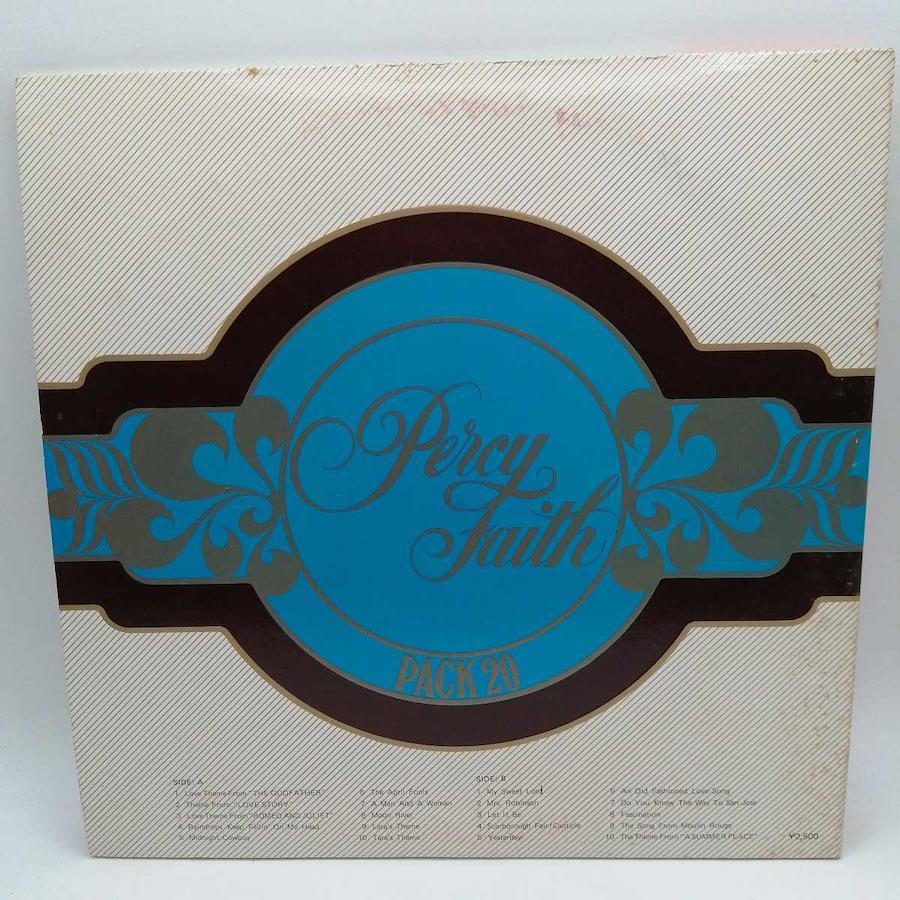 Percy
Faith
PACK 20
SIDE: A
1 Love Theme From "THE GODFATHER"
2 Theme From "LOVE STORY"
3 Love Theme From "ROMEO AND JULIET"
4 Raindrops Keep Fallin' On My Head
5 Midnight Cowboy
6 The April Fools
7 A Man And A Woman
8 Moon River
9 Lara's Theme
10 Tara's Theme
SIDE: B
1 My Sweet Lord
2 Mrs. Robinson
3 Let It Be
4 Scarborough Fair/Canticle
5 Yesterday
6 An Old Fashioned Love Song
7 Do You Know The Way To San Jose
8 Fascination
9 The Song From Moulin Rouge
10 The Theme From "A SUMMER PLACE"
¥2,500